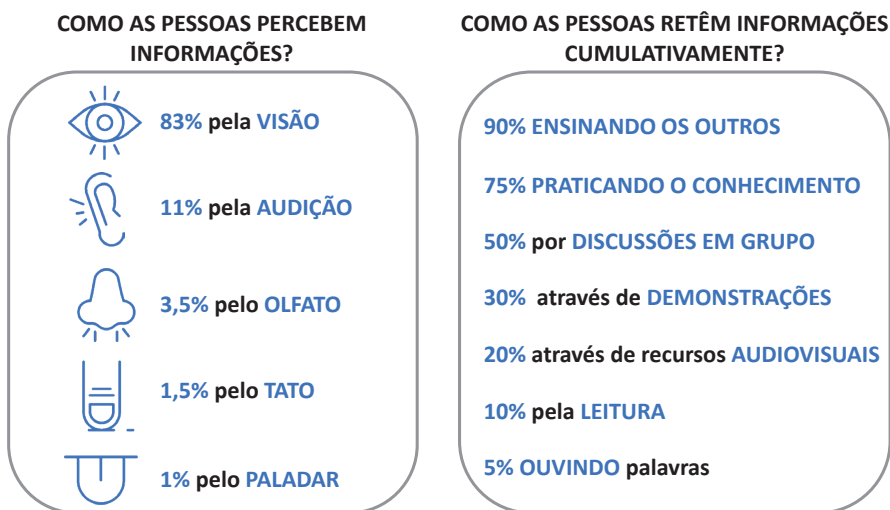 COMO AS PESSOAS PERCEBEM
INFORMAÇÕES?
83% pela VISÃO
11% pela AUDIÇÃO
3,5% pelo OLFATO
1,5% pelo TATO
1% pelo PALADAR
COMO AS PESSOAS RETÊM INFORMAÇÕES
CUMULATIVAMENTE?
90% ENSINANDO OS OUTROS
75% PRATICANDO O CONHECIMENTO
50% por DISCUSSÕES EM GRUPO
30% através de DEMONSTRAÇÕES
20% através de recursos AUDIOVISUAIS
10% pela LEITURA
5% OUVINDO palavras